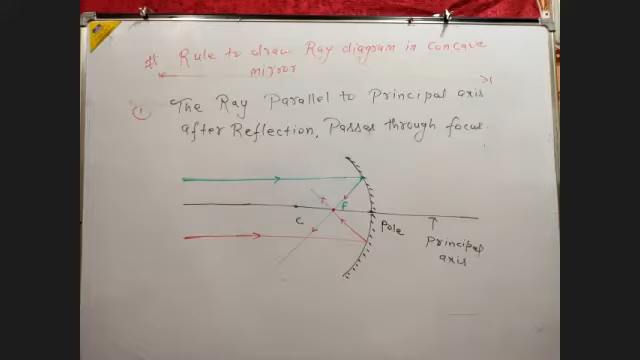 # Rule to draw Ray diagram in concave
mirror
① The Ray Parallel to Principal axis
after Reflection, Passes through focus
F
C
Pole
Principal
axis